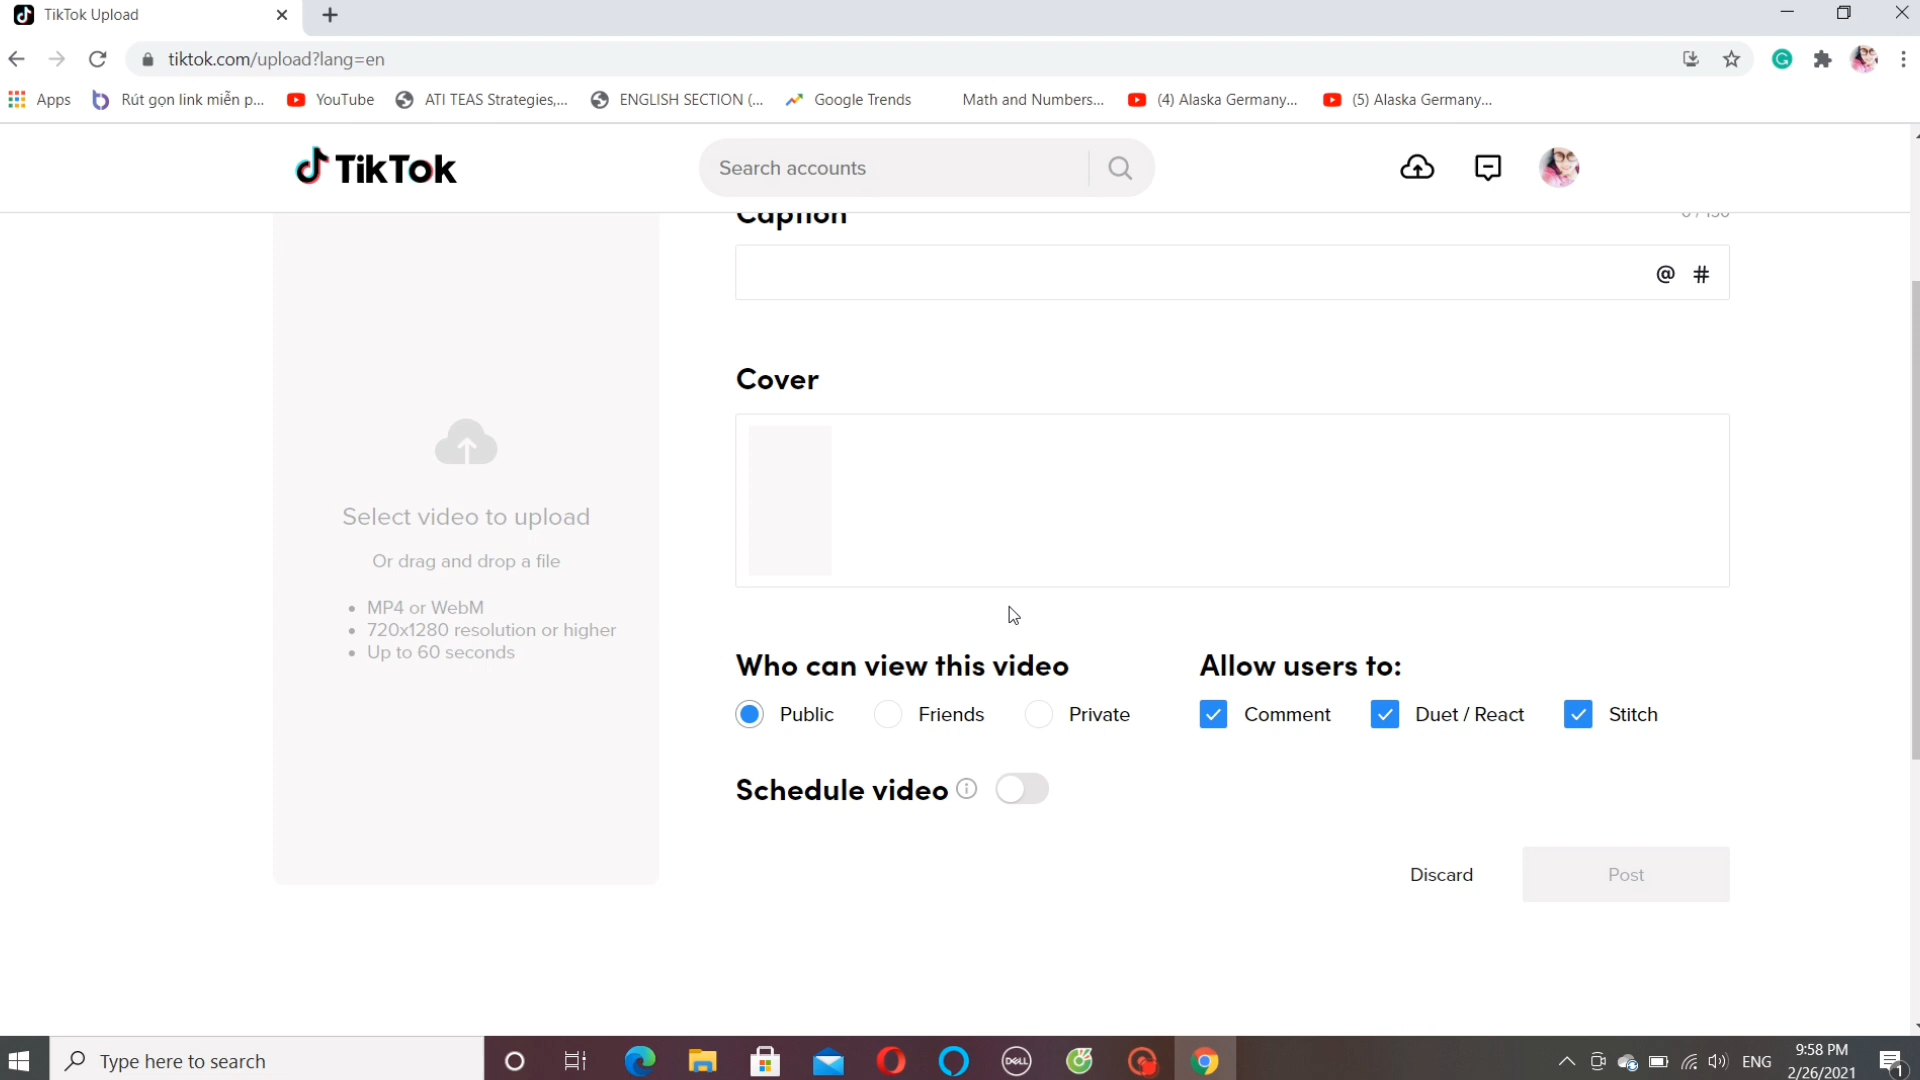 TikTok Upload
tiktok.com/upload?lang=en
Apps
Rút gọn link miễn p...
YouTube
ATI TEAS Strategies,...
ENGLISH SECTION (...
Google Trends
Math and Numbers...
(4) Alaska Germany...
(5) Alaska Germany...
TikTok
Search accounts
Caption
@ #
Cover
Select video to upload
Or drag and drop a file
• MP4 or WebM
• 720x1280 resolution or higher
• Up to 60 seconds
Who can view this video
Public
Friends
Private
Allow users to:
Comment
Duet / React
Stitch
Schedule video
Discard
Post
Type here to search
DELL
ENG
9:58 PM
2/26/2021
1